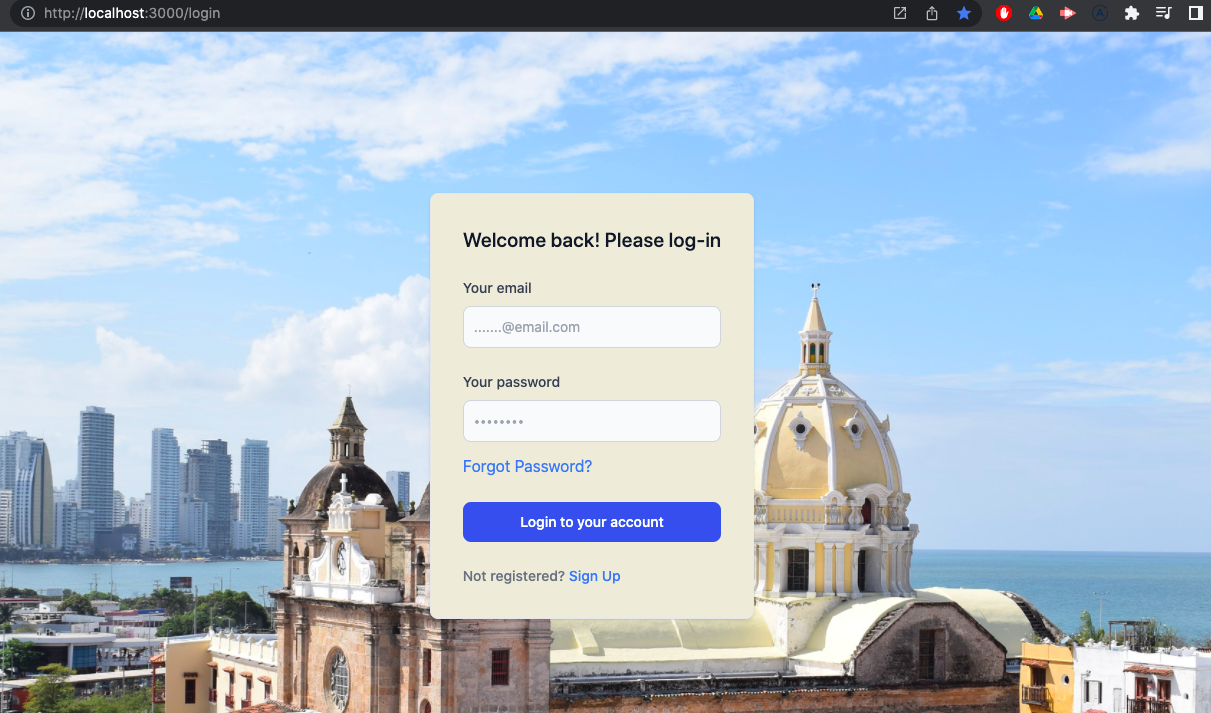 http://localhost:3000/login
Welcome back! Please log-in
Your email
.......@email.com
Your password
••••••••
Forgot Password?
Login to your account
Not registered? Sign Up